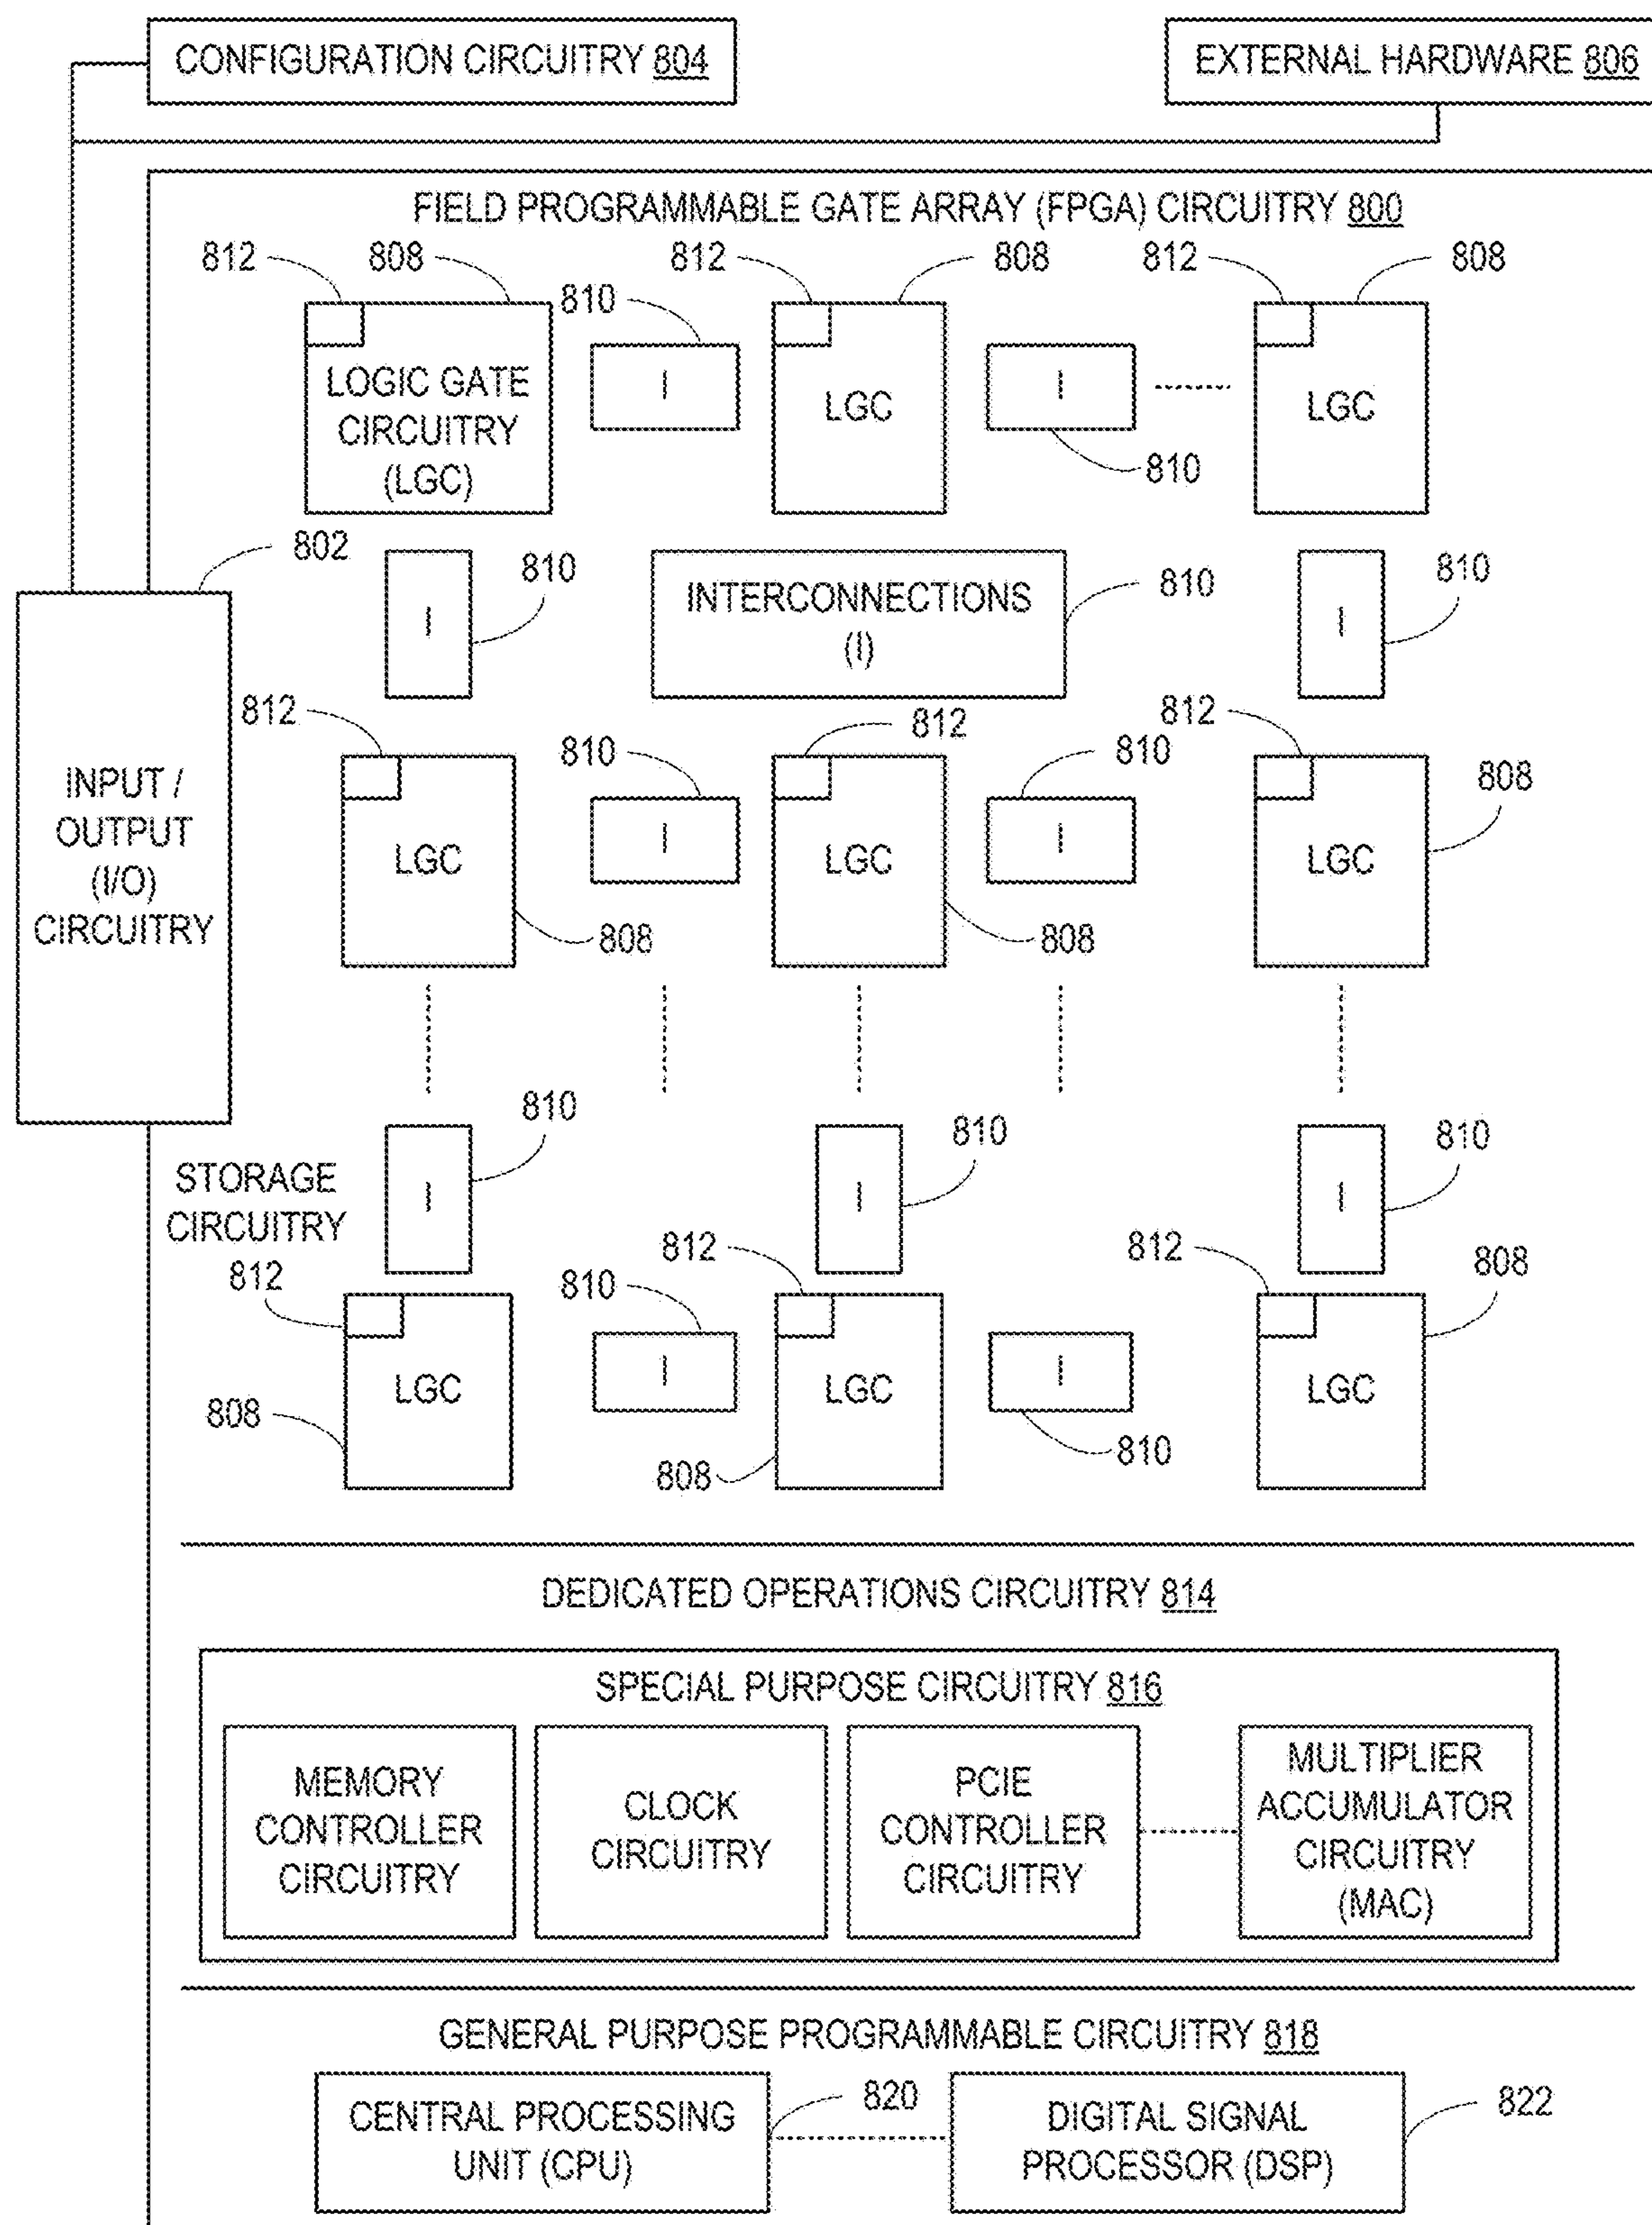 CONFIGURATION CIRCUITRY 804
EXTERNAL HARDWARE 806
FIELD PROGRAMMABLE GATE ARRAY (FPGA) CIRCUITRY 800
812
808
812
808
812
808
810
LOGIC GATE
CIRCUITRY
(LGC)
I
LGC
I
LGC
810
802
810
810
810
I
INTERCONNECTIONS
(I)
I
812
812
812
810
810
808
INPUT /
OUTPUT
(I/O)
CIRCUITRY
LGC
I
LGC
I
LGC
808
808
810
810
810
STORAGE
CIRCUITRY
I
I
I
812
812
812
808
810
LGC
I
LGC
I
LGC
808
810
808
DEDICATED OPERATIONS CIRCUITRY 814
SPECIAL PURPOSE CIRCUITRY 816
MEMORY
CONTROLLER
CIRCUITRY
CLOCK
CIRCUITRY
PCIE
CONTROLLER
CIRCUITRY
MULTIPLIER
ACCUMULATOR
CIRCUITRY
(MAC)
GENERAL PURPOSE PROGRAMMABLE CIRCUITRY 818
CENTRAL PROCESSING
UNIT (CPU)
820
DIGITAL SIGNAL
PROCESSOR (DSP)
822